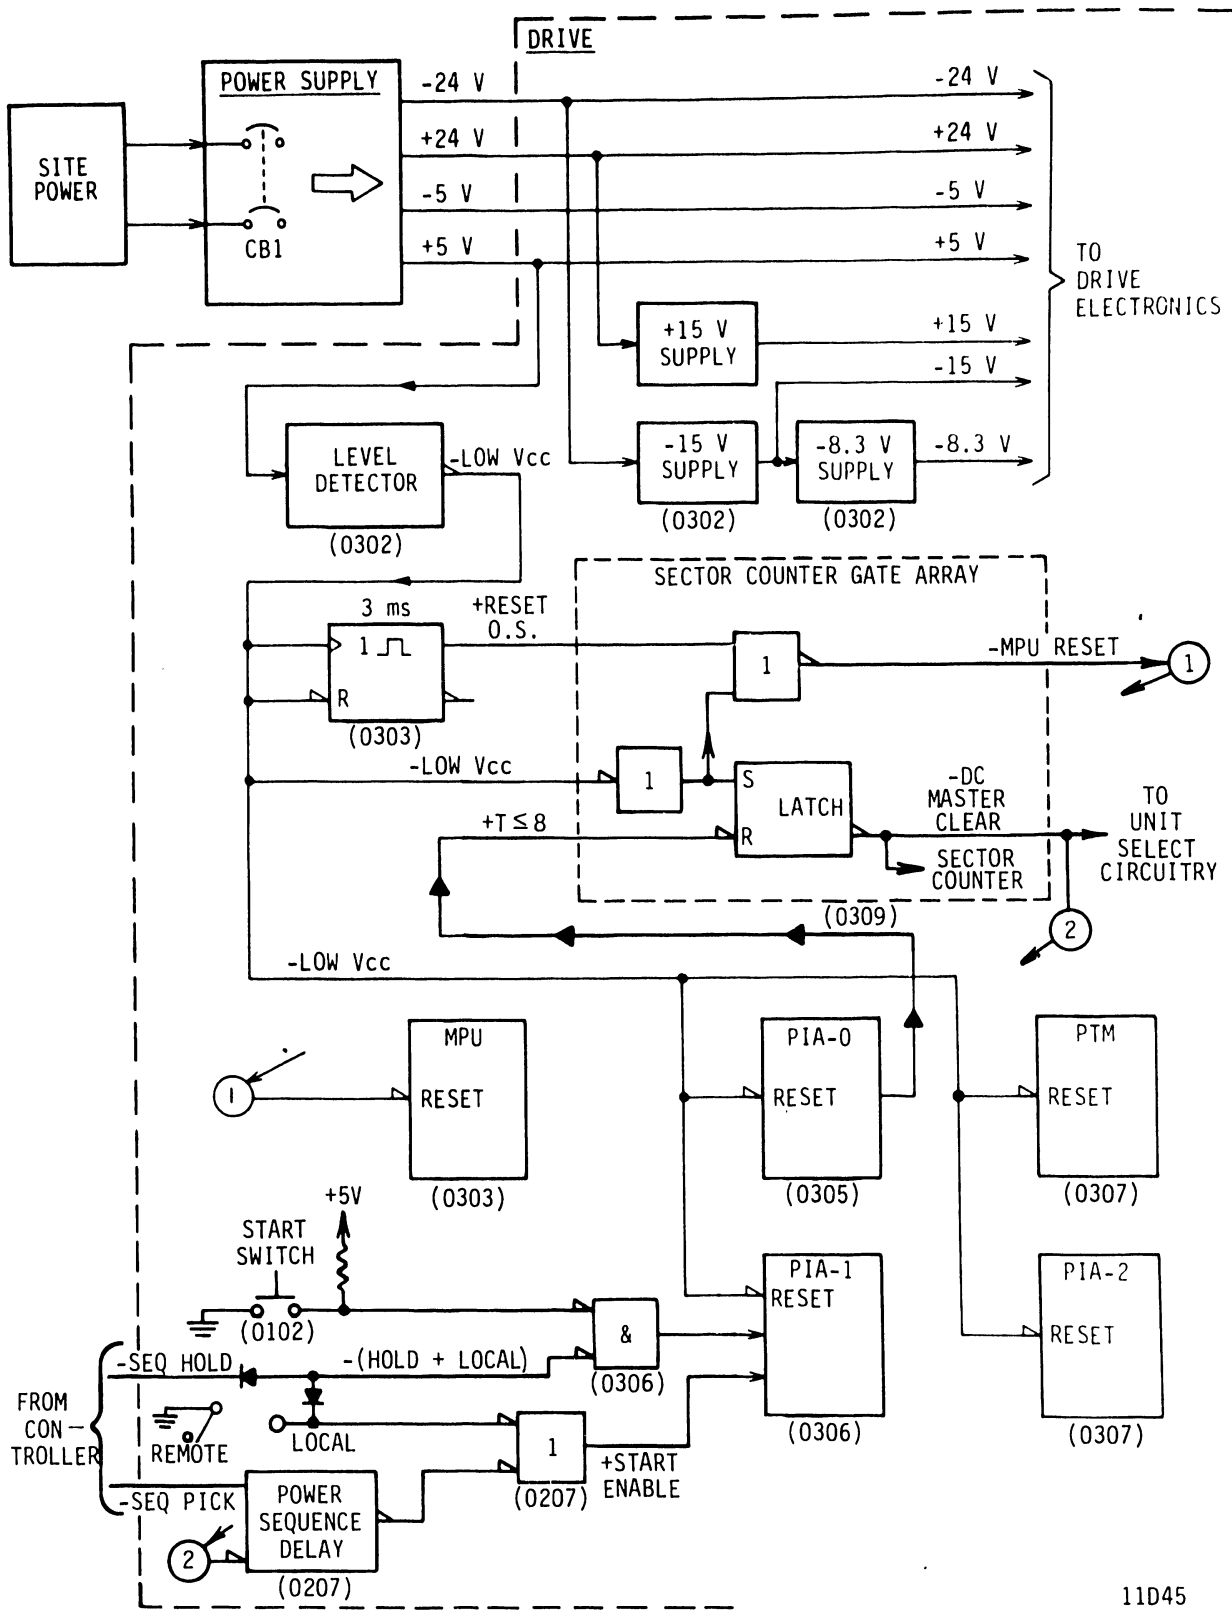 DRIVE
POWER SUPPLY
-24 V
-24 V
+24 V
+24 V
SITE
POWER
-5 V
-5 V
CB1
+5 V
+5 V
TO
DRIVE
ELECTRONICS
+15 V
SUPPLY
+15 V
-15 V
LEVEL
DETECTOR
-LOW Vcc
(0302)
-15 V
SUPPLY
(0302)
-8.3 V
SUPPLY
(0302)
-8.3 V
SECTOR COUNTER GATE ARRAY
3 ms
1
R
(0303)
+RESET
O.S.
1
-MPU RESET
1
-LOW Vcc
1
S
LATCH
R
+T≤8
-DC
MASTER
CLEAR
SECTOR
COUNTER
TO
UNIT
SELECT
CIRCUITRY
(0309)
2
-LOW Vcc
1
MPU
RESET
(0303)
PIA-0
RESET
(0305)
PTM
RESET
(0307)
+5V
START
SWITCH
(0102)
&
(0306)
PIA-1
RESET
(0306)
PIA-2
RESET
(0307)
FROM
CON-
TROLLER
-SEQ HOLD
-(HOLD + LOCAL)
REMOTE
LOCAL
1
(0207)
+START
ENABLE
-SEQ PICK
POWER
SEQUENCE
DELAY
(0207)
2
11D45